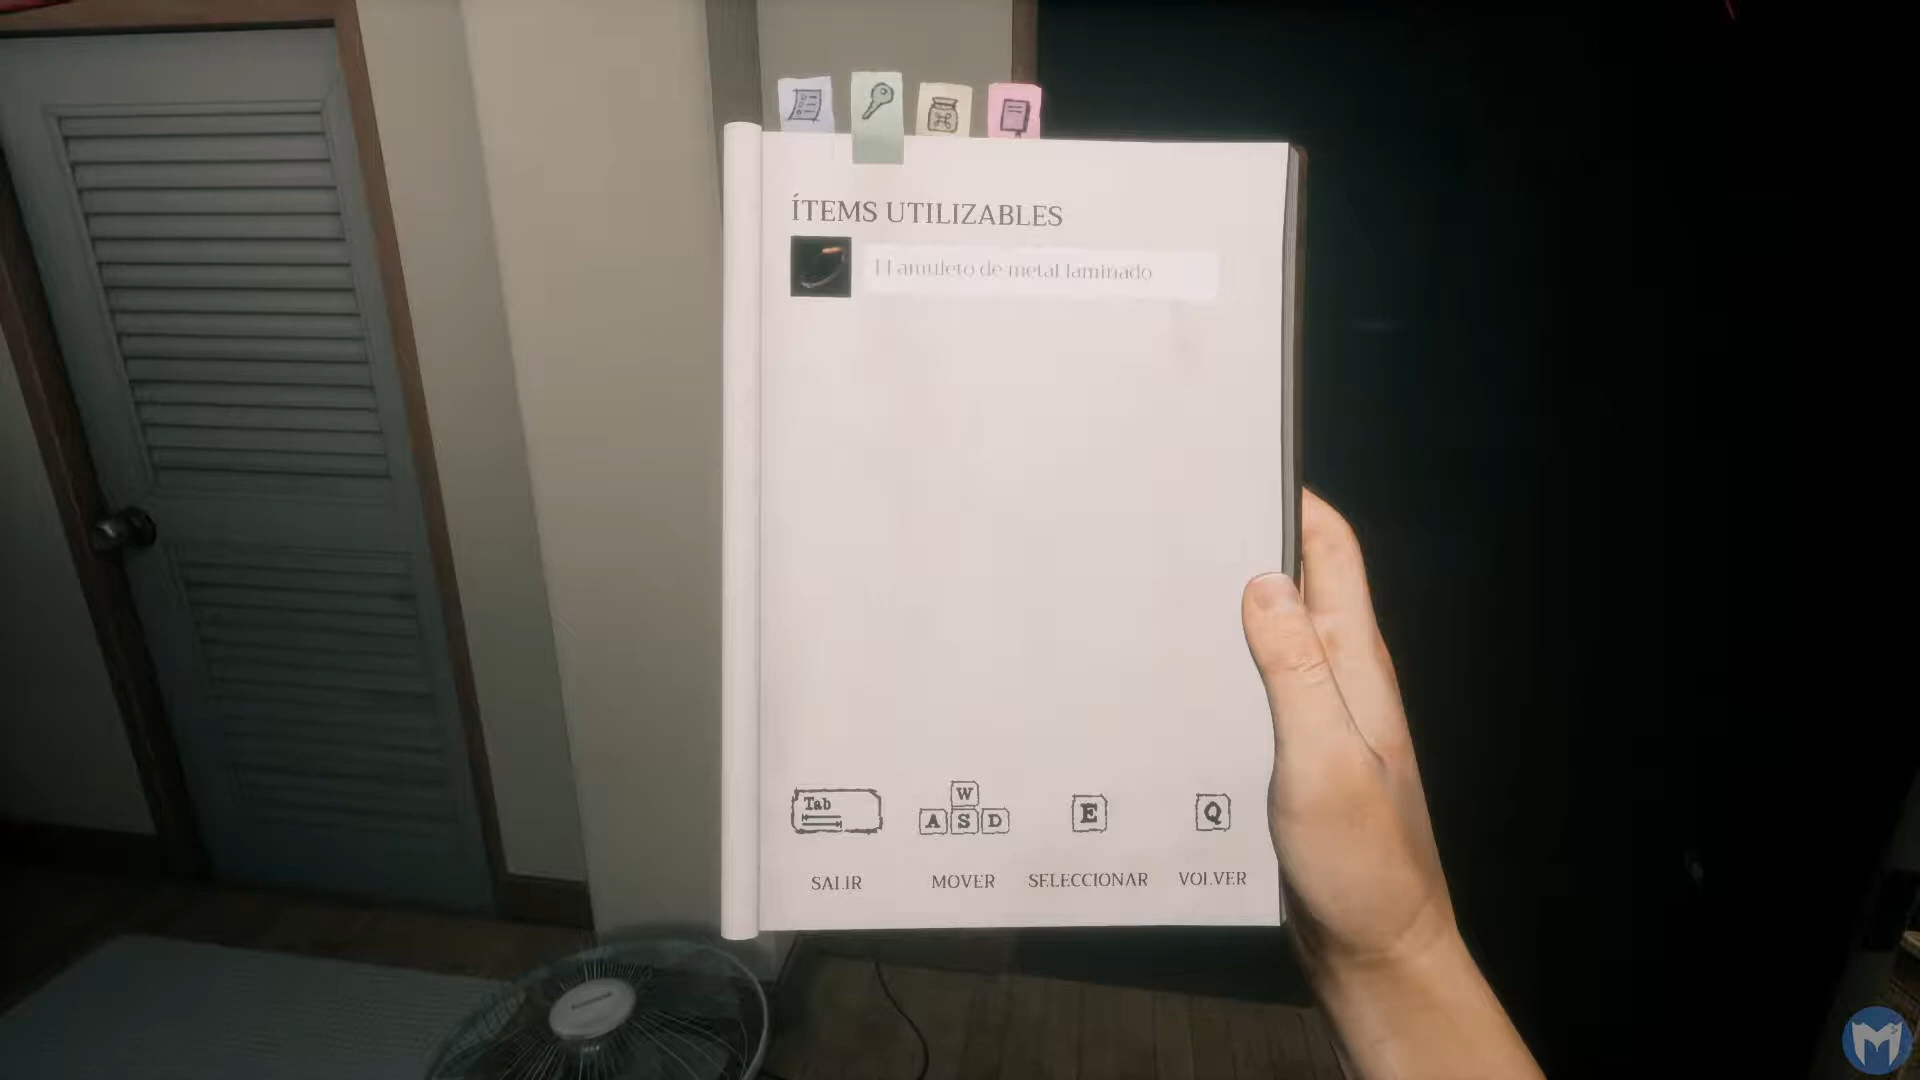 ÍTEMS UTILIZABLES
El amuleto de metal laminado
Tab
W
A S D
E
Q
SALIR MOVER SELECCIONAR VOLVER